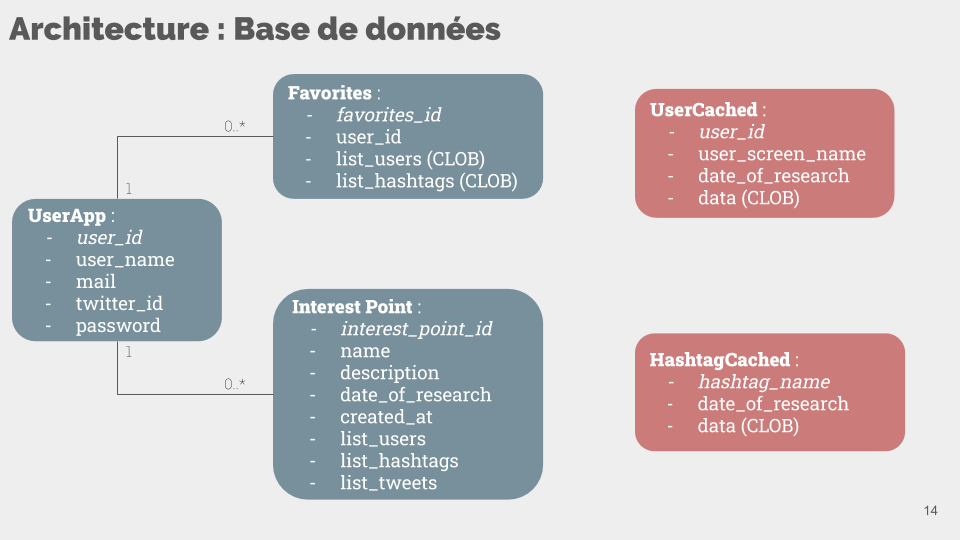 Architecture : Base de données
Favorites :
- favorites_id
- user_id
- list_users (CLOB)
- list_hashtags (CLOB)
0..*
1
UserApp :
- user_id
- user_name
- mail
- twitter_id
- password
1
0..*
Interest Point :
- interest_point_id
- name
- description
- date_of_research
- created_at
- list_users
- list_hashtags
- list_tweets
UserCached :
- user_id
- user_screen_name
- date_of_research
- data (CLOB)
HashtagCached :
- hashtag_name
- date_of_research
- data (CLOB)
14